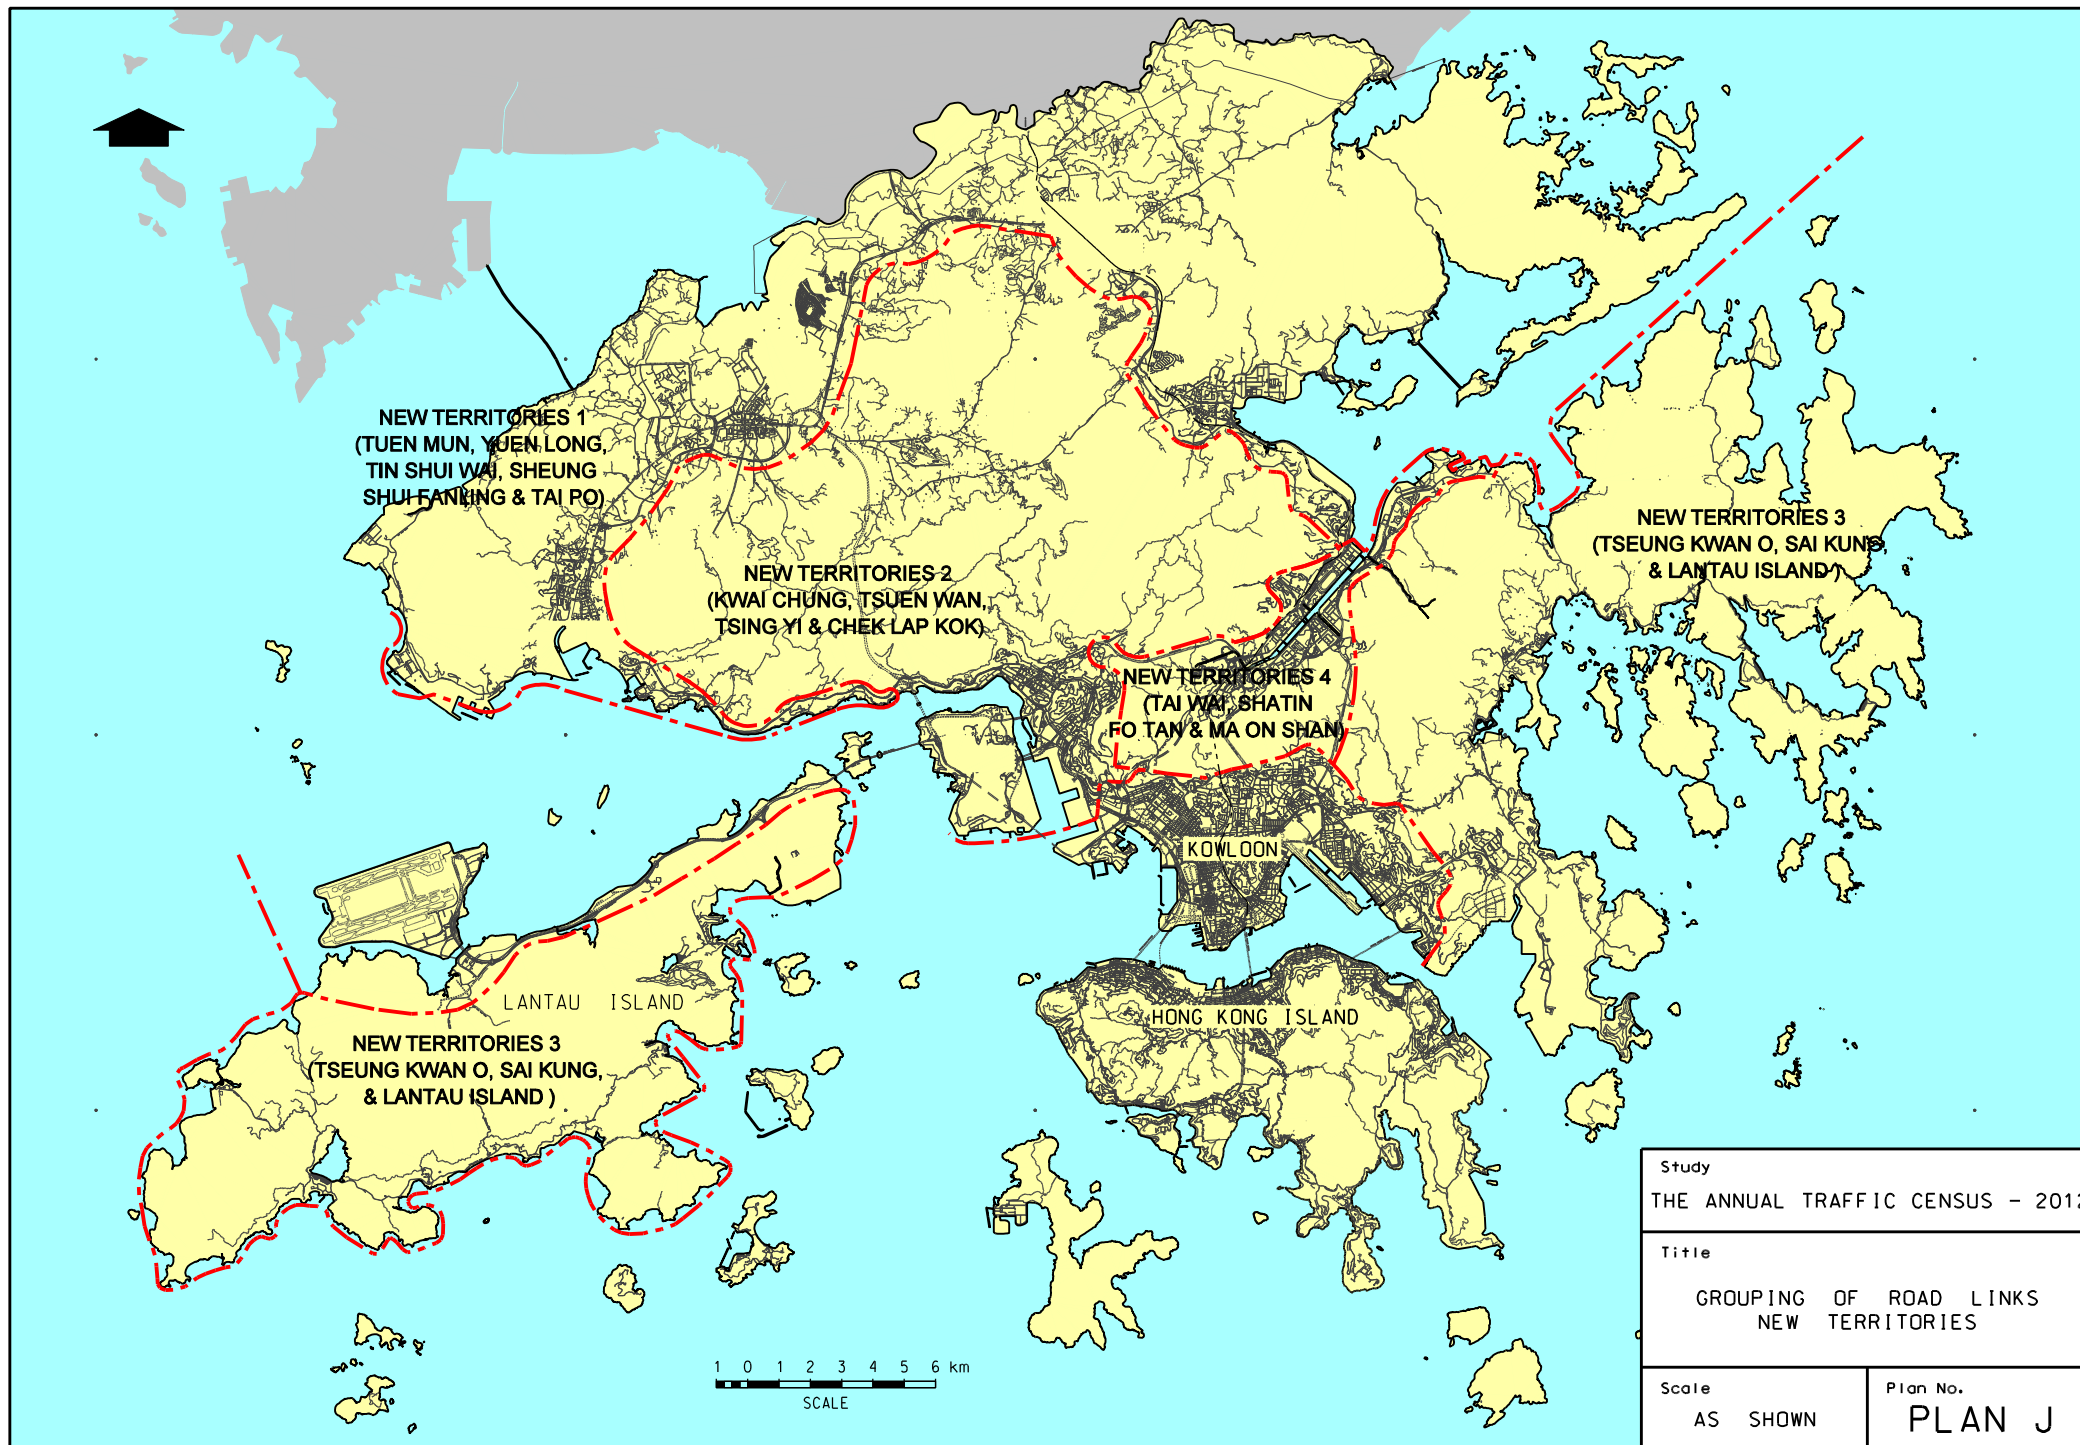 NEW TERRITORIES 1
(TUEN MUN, YUEN LONG,
TIN SHUI WAI, SHEUNG
SHUI FANLING & TAI PO)
NEW TERRITORIES 2
(KWAI CHUNG, TSUEN WAN,
TSING YI & CHEK LAP KOK)
NEW TERRITORIES 3
(TSEUNG KWAN O, SAI KUNG,
& LANTAU ISLAND )
NEW TERRITORIES 4
(TAI WAI, SHATIN
FO TAN & MA ON SHAN)
KOWLOON
LANTAU ISLAND
HONG KONG ISLAND
NEW TERRITORIES 3
(TSEUNG KWAN O, SAI KUNG,
& LANTAU ISLAND )
1 0 1 2 3 4 5 6 km
SCALE
Study
THE ANNUAL TRAFFIC CENSUS - 2012
Title
GROUPING OF ROAD LINKS
NEW TERRITORIES
Scale
AS SHOWN
Plan No.
PLAN J